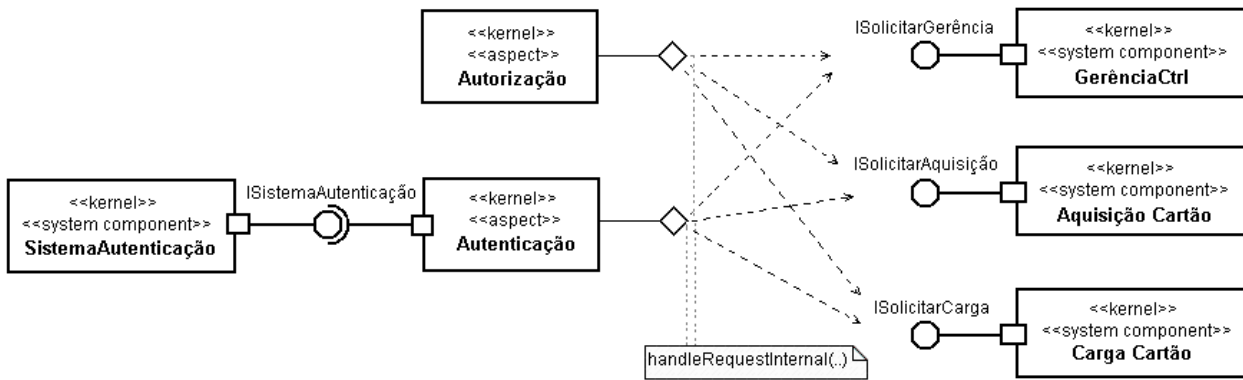 <<kernel>>
<<aspect>>
Autorização
ISolicitarGerência
<<kernel>>
<<system component>>
GerênciaCtrl
<<kernel>>
<<system component>>
SistemaAutenticação
ISistemaAutenticação
<<kernel>>
<<aspect>>
Autenticação
ISolicitarAquisição
<<kernel>>
<<system component>>
Aquisição Cartão
handleRequestInternal(..)
ISolicitarCarga
<<kernel>>
<<system component>>
Carga Cartão